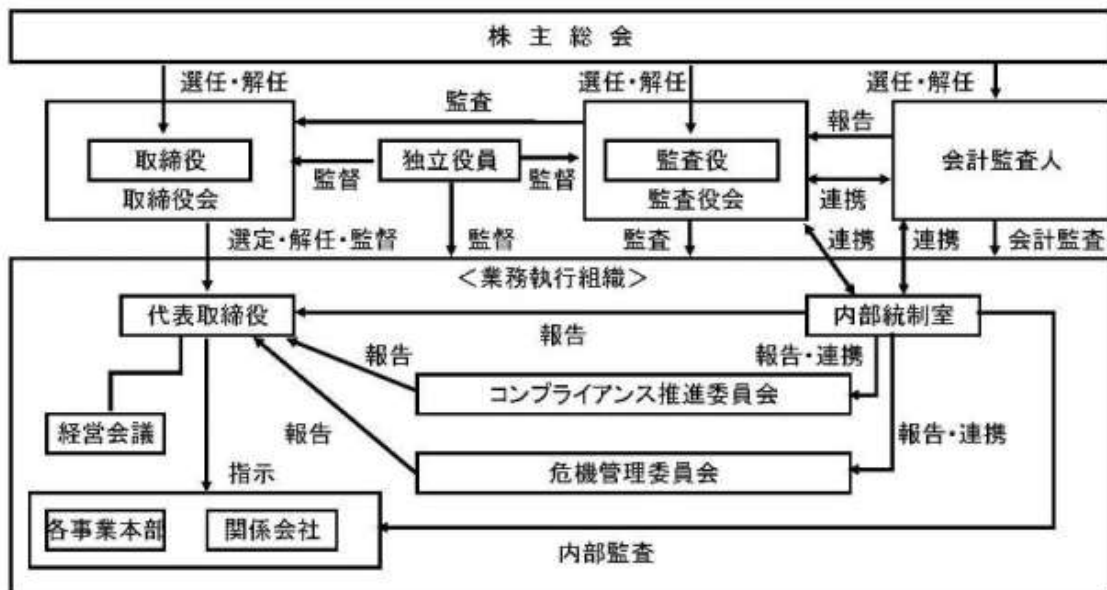 株主総会
選任・解任
選任・解任
選任・解任
監査
報告
取締役
独立役員
監査役
会計監査人
監督
監督
取締役会
監査役会
連携
選定・解任・監督
監督
監査
連携
連携
会計監査
＜業務執行組織＞
代表取締役
内部統制室
報告
報告
報告・連携
コンプライアンス推進委員会
経営会議
報告
報告・連携
危機管理委員会
指示
各事業本部
関係会社
内部監査